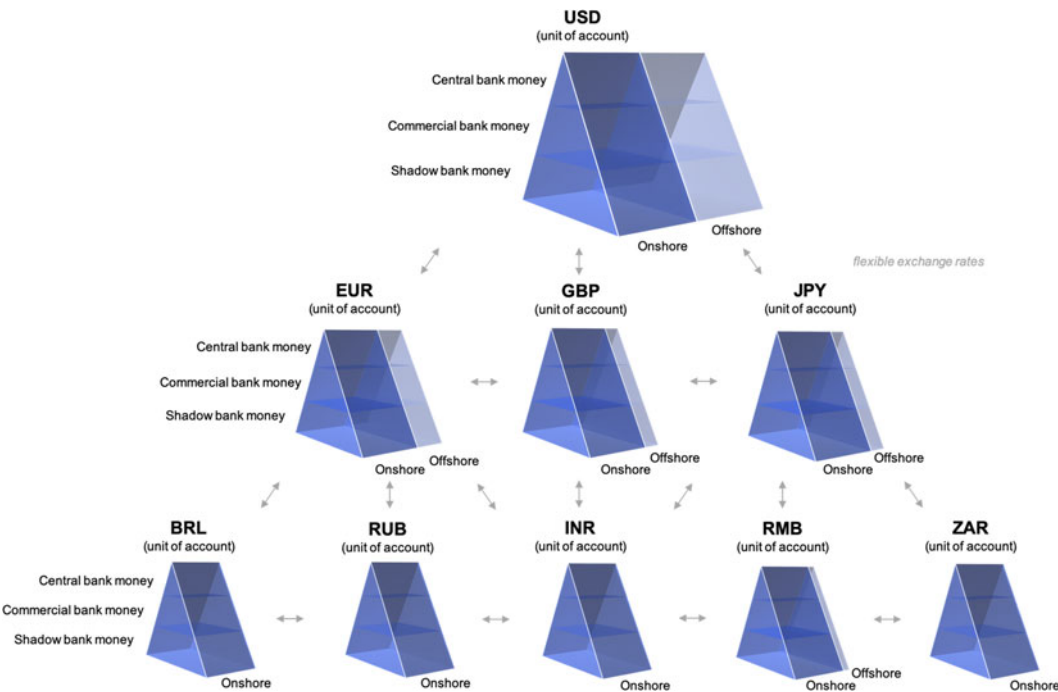 USD
(unit of account)
Central bank money
Commercial bank money
Shadow bank money
Onshore
Offshore
flexible exchange rates
EUR
(unit of account)
GBP
(unit of account)
JPY
(unit of account)
Central bank money
Commercial bank money
Shadow bank money
Onshore
Offshore
Onshore
Offshore
Onshore
Offshore
BRL
(unit of account)
RUB
(unit of account)
INR
(unit of account)
RMB
(unit of account)
ZAR
(unit of account)
Central bank money
Commercial bank money
Shadow bank money
Onshore
Onshore
Onshore
Onshore
Offshore
Onshore